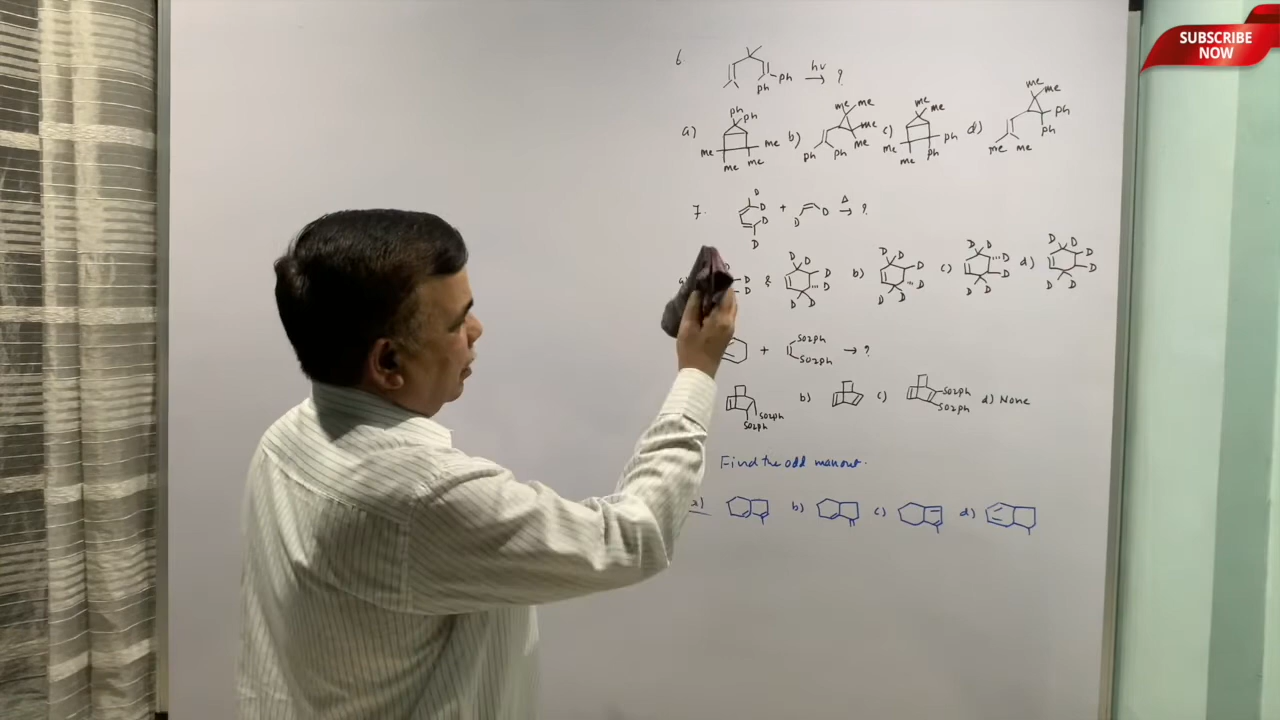 SUBSCRIBE
NOW
6
hν
Ph
Ph
?
a) Ph Ph me me me me
b) me me me me Ph Ph
c) me me Ph Ph me me
d) me me Ph Ph me me
7. D D D D + D D Δ ?
D D & D D D D D D
b) D D D D D D
c) D D D D D D
d) D D D D D D
+ SO2Ph SO2Ph → ?
SO2Ph SO2Ph
b)
c) SO2Ph SO2Ph
d) None
Find the odd man out.
a) b) c) d)